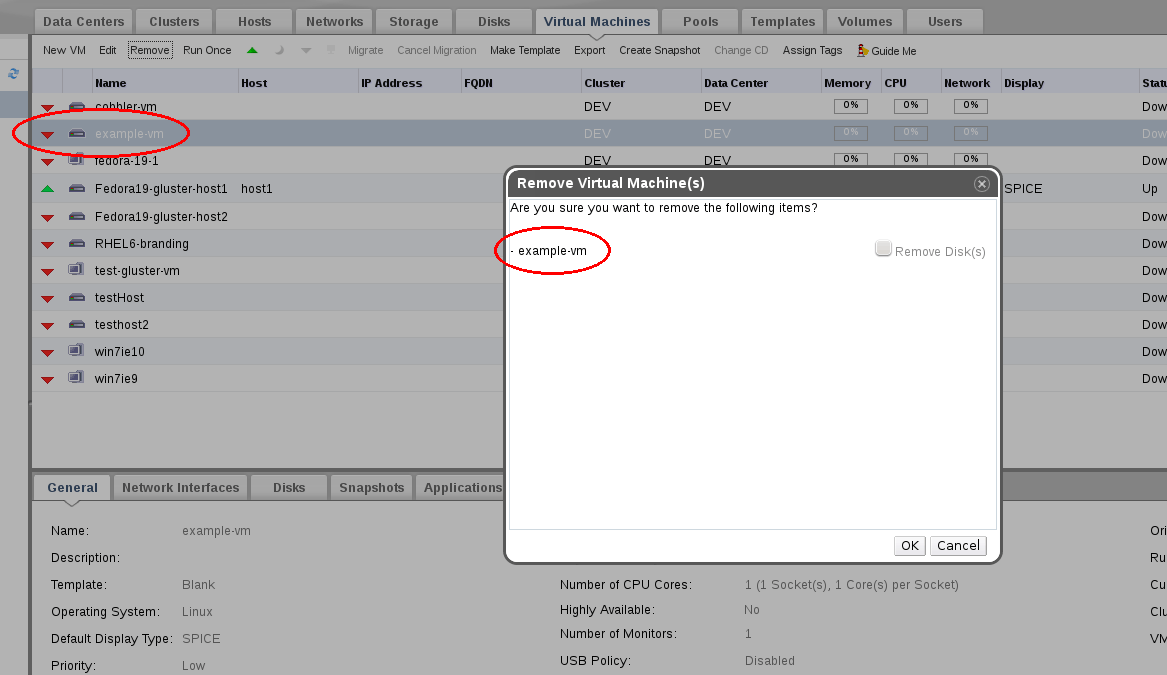 Data Centers Clusters Hosts Networks Storage Disks Virtual Machines Pools Templates Volumes Users
New VM Edit Remove Run Once Migrate Cancel Migration Make Template Export Create Snapshot Change CD Assign Tags Guide Me
Name Host IP Address FQDN Cluster Data Center Memory CPU Network Display Statu
cobbler-vm DEV DEV 0% 0% 0% Dow
example-vm DEV DEV 0% 0% 0% Dow
fedora-19-1 DEV DEV 0% 0% 0% Dow
Fedora19-gluster-host1 host1 SPICE Up
Fedora19-gluster-host2 Dow
RHEL6-branding Dow
test-gluster-vm Dow
testHost Dow
testhost2 Dow
win7ie10 Dow
win7ie9 Dow
Remove Virtual Machine(s)
Are you sure you want to remove the following items?
- example-vm Remove Disk(s)
OK Cancel
General Network Interfaces Disks Snapshots Applications
Name: example-vm Ori
Description: Ru
Template: Blank Number of CPU Cores: 1 (1 Socket(s), 1 Core(s) per Socket) Cu
Operating System: Linux Highly Available: No Clu
Default Display Type: SPICE Number of Monitors: 1 VM
Priority: Low USB Policy: Disabled